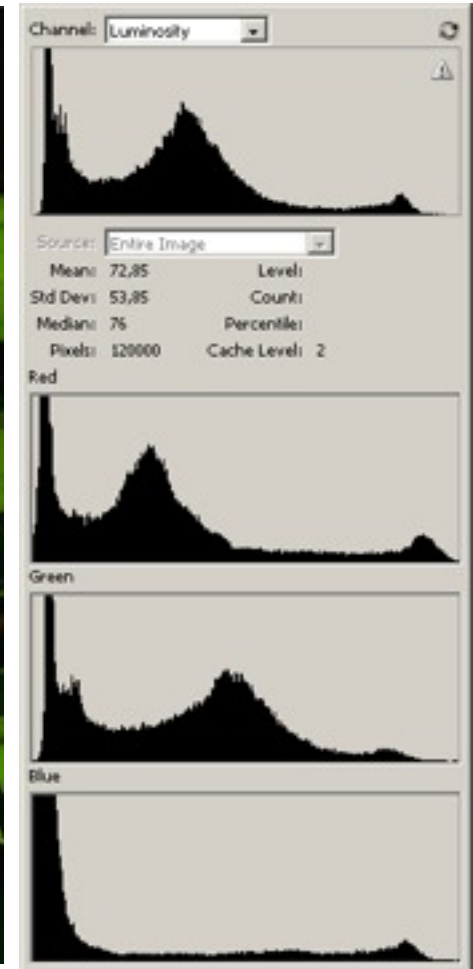 Channel: Luminosity
Source: Entire Image
Mean: 72,85 Level:
Std Dev: 53,85 Count:
Median: 76 Percentile:
Pixels: 120000 Cache Level: 2
Red
Green
Blue